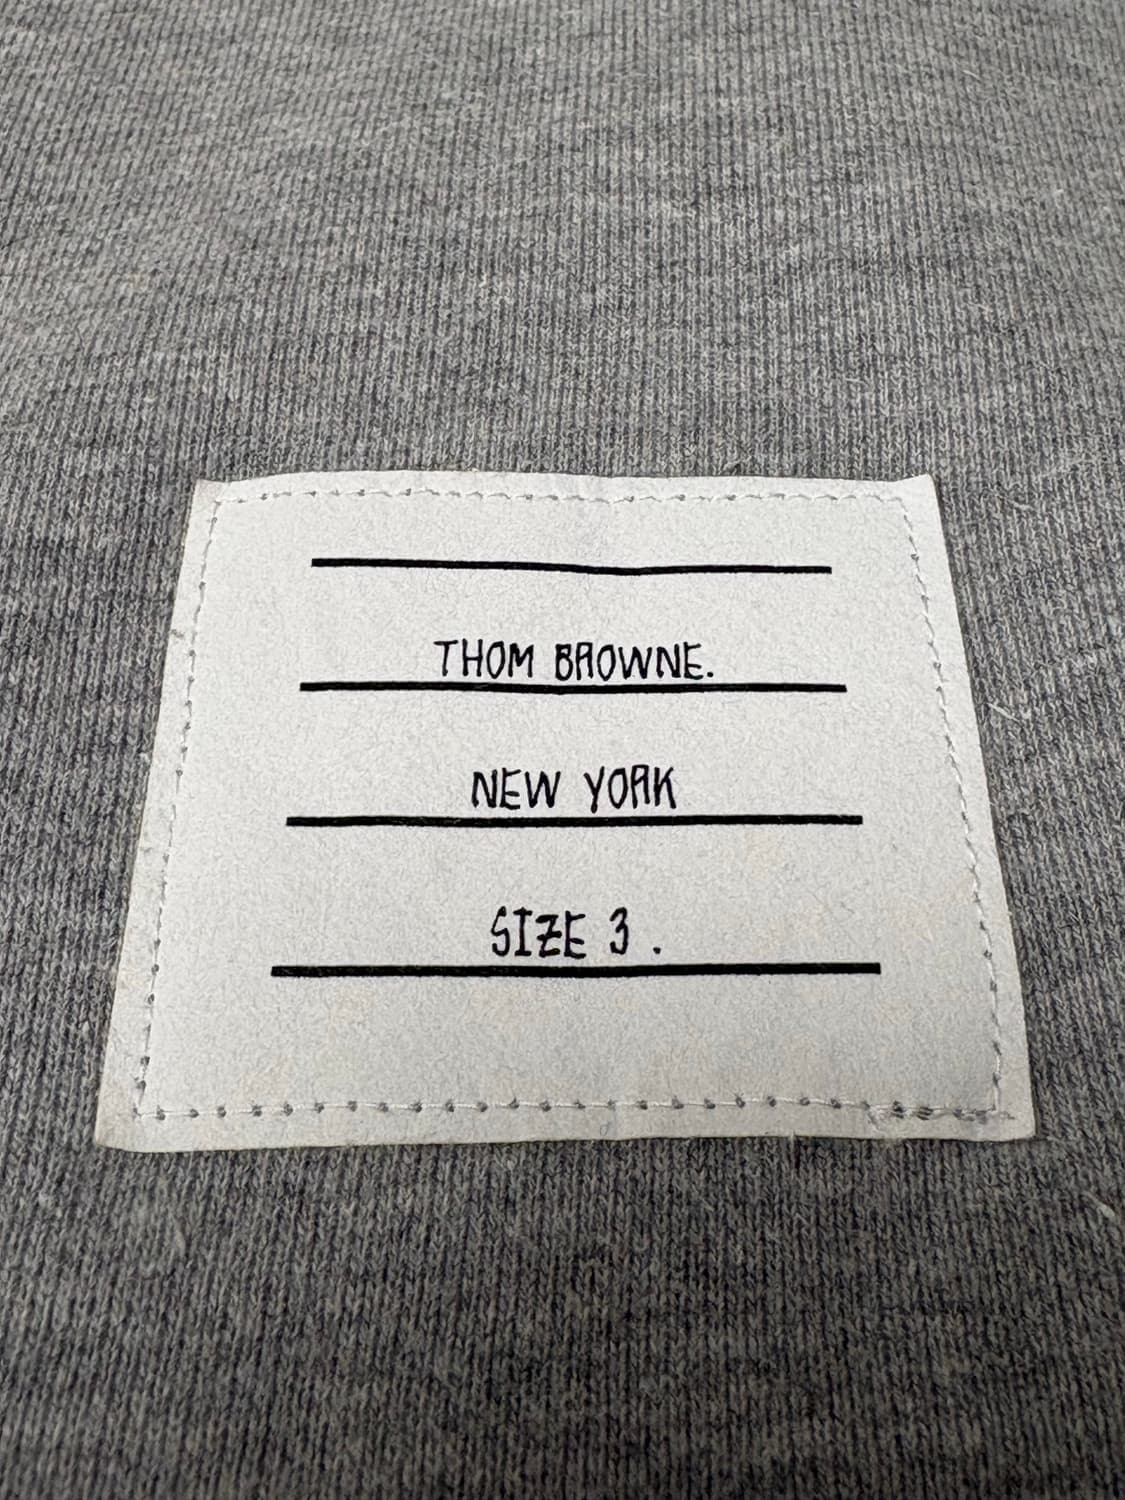 THOM BROWNE.
NEW YORK
SIZE 3 .